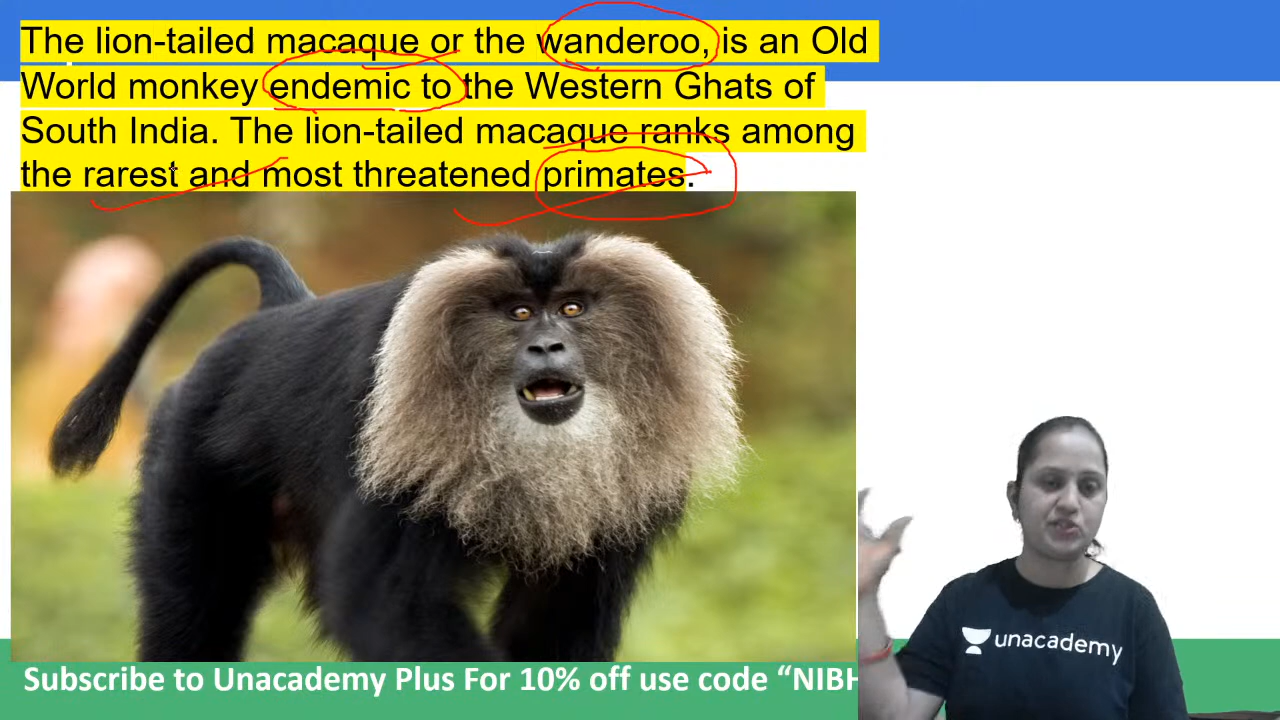 The lion-tailed macaque or the wanderoo, is an Old
World monkey endemic to the Western Ghats of
South India. The lion-tailed macaque ranks among
the rarest and most threatened primates.
unacademy
Subscribe to Unacademy Plus For 10% off use code “NIBH